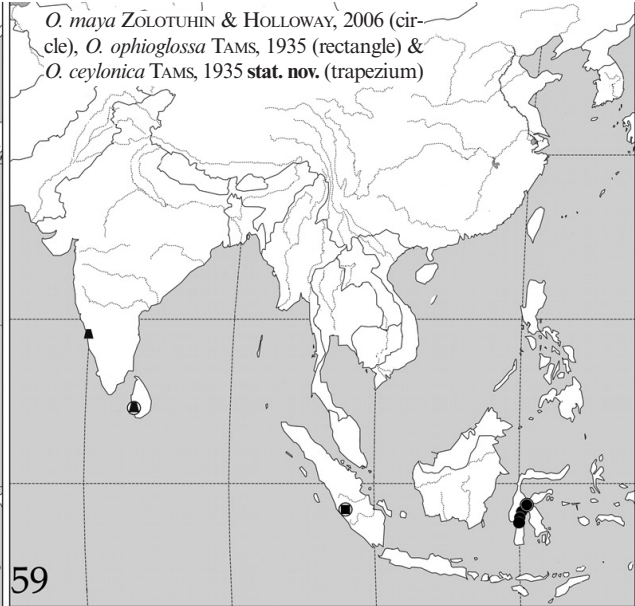 O. maya ZOLOTUHIN & HOLLOWAY, 2006 (cir-
cle), O. ophioglossa TAMS, 1935 (rectangle) &
O. ceylonica TAMS, 1935 stat. nov. (trapezium)
59